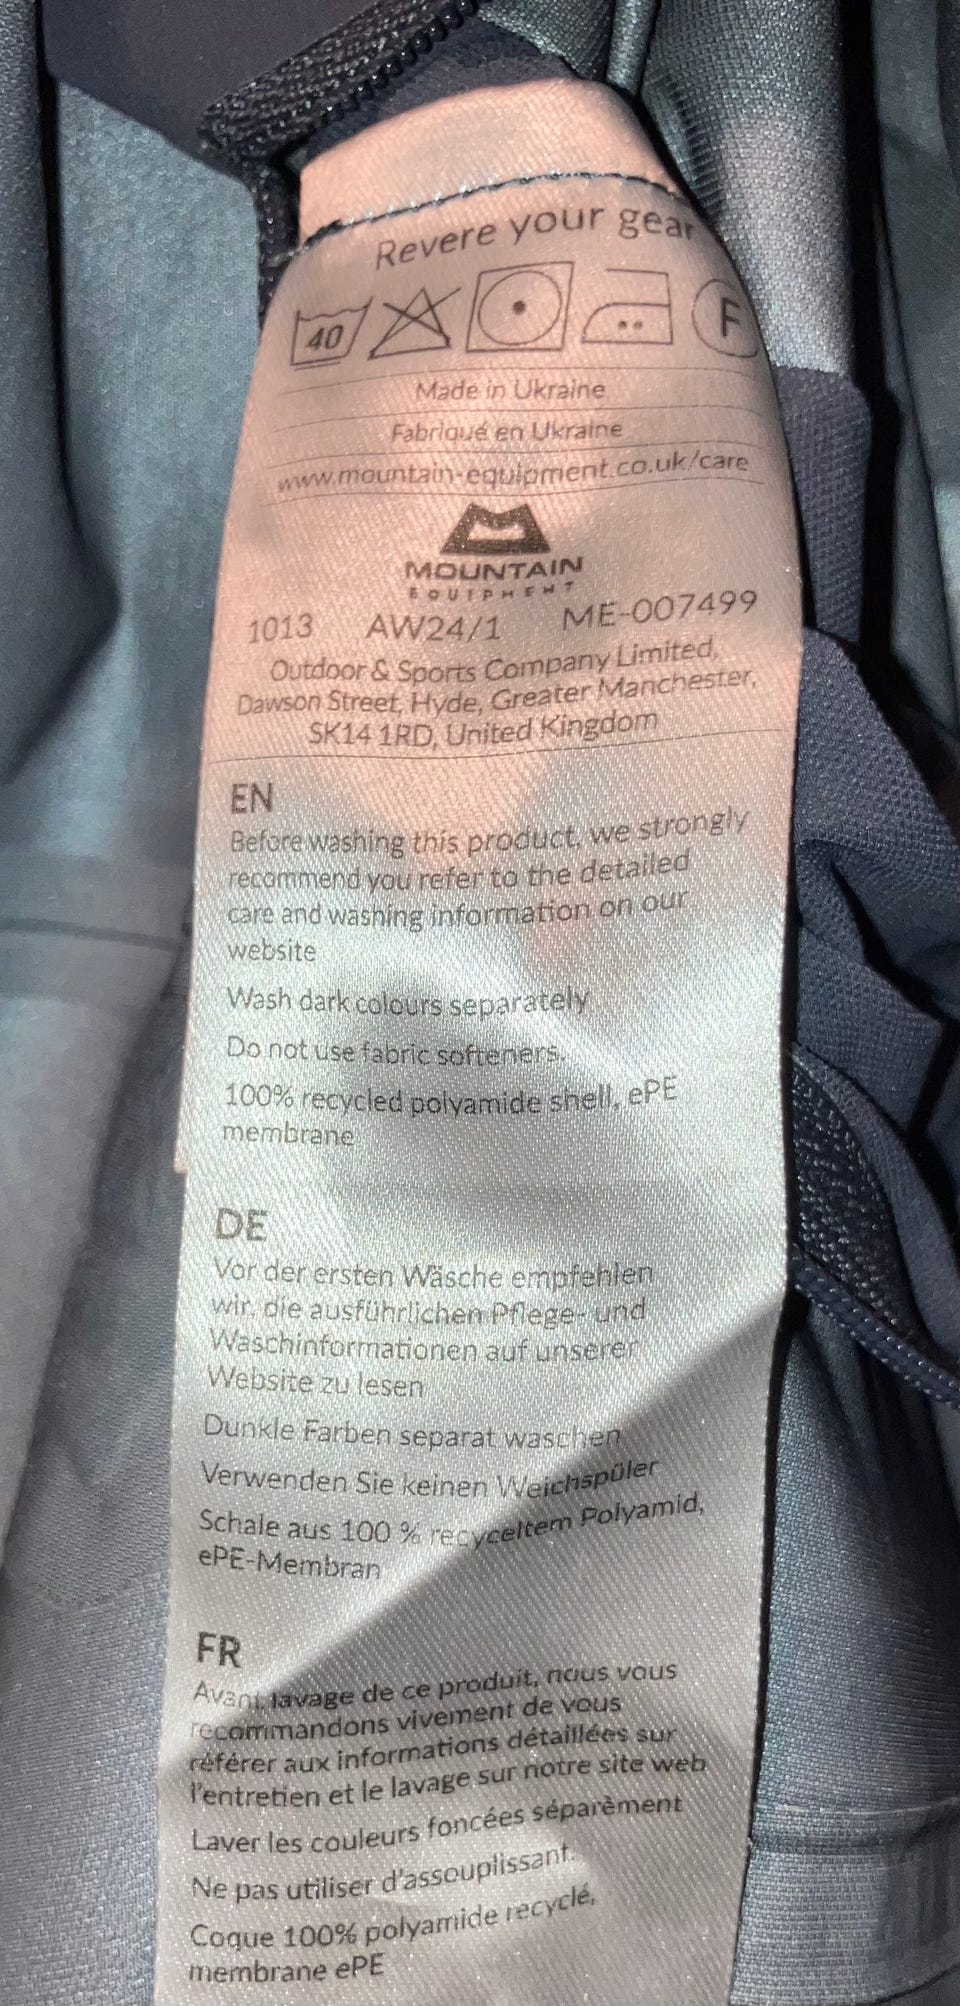 Revere your gear
40 F
Made in Ukraine
Fabriqué en Ukraine
www.mountain-equipment.co.uk/care
MOUNTAIN
EQUIPMENT
1013 AW24/1 ME-007499
Outdoor & Sports Company Limited,
Dawson Street, Hyde, Greater Manchester,
SK14 1RD, United Kingdom
EN
Before washing this product, we strongly
recommend you refer to the detailed
care and washing information on our
website
Wash dark colours separately
Do not use fabric softeners.
100% recycled polyamide shell, ePE
membrane
DE
Vor der ersten Wäsche empfehlen
wir, die ausführlichen Pflege- und
Waschinformationen auf unserer
Website zu lesen
Dunkle Farben separat waschen
Verwenden Sie keinen Weichspüler
Schale aus 100 % recyceltem Polyamid,
ePE-Membran
FR
Avant lavage de ce produit, nous vous
recommandons vivement de vous
référer aux informations détaillées sur
l'entretien et le lavage sur notre site web
Laver les couleurs foncées séparèment
Ne pas utiliser d'assouplissant.
Coque 100% polyamide recyclé,
membrane ePE